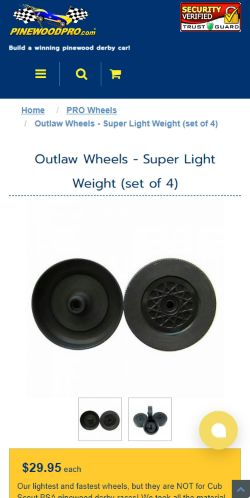 PINEWOODPRO.com
SECURITY
VERIFIED
TRUST GUARD
Build a winning pinewood derby car!
Home / PRO Wheels
/ Outlaw Wheels - Super Light Weight (set of 4)
Outlaw Wheels - Super Light
Weight (set of 4)
$29.95 each
Our lightest and fastest wheels, but they are NOT for Cub
Scout BSA pinewood derby races! We took all the material